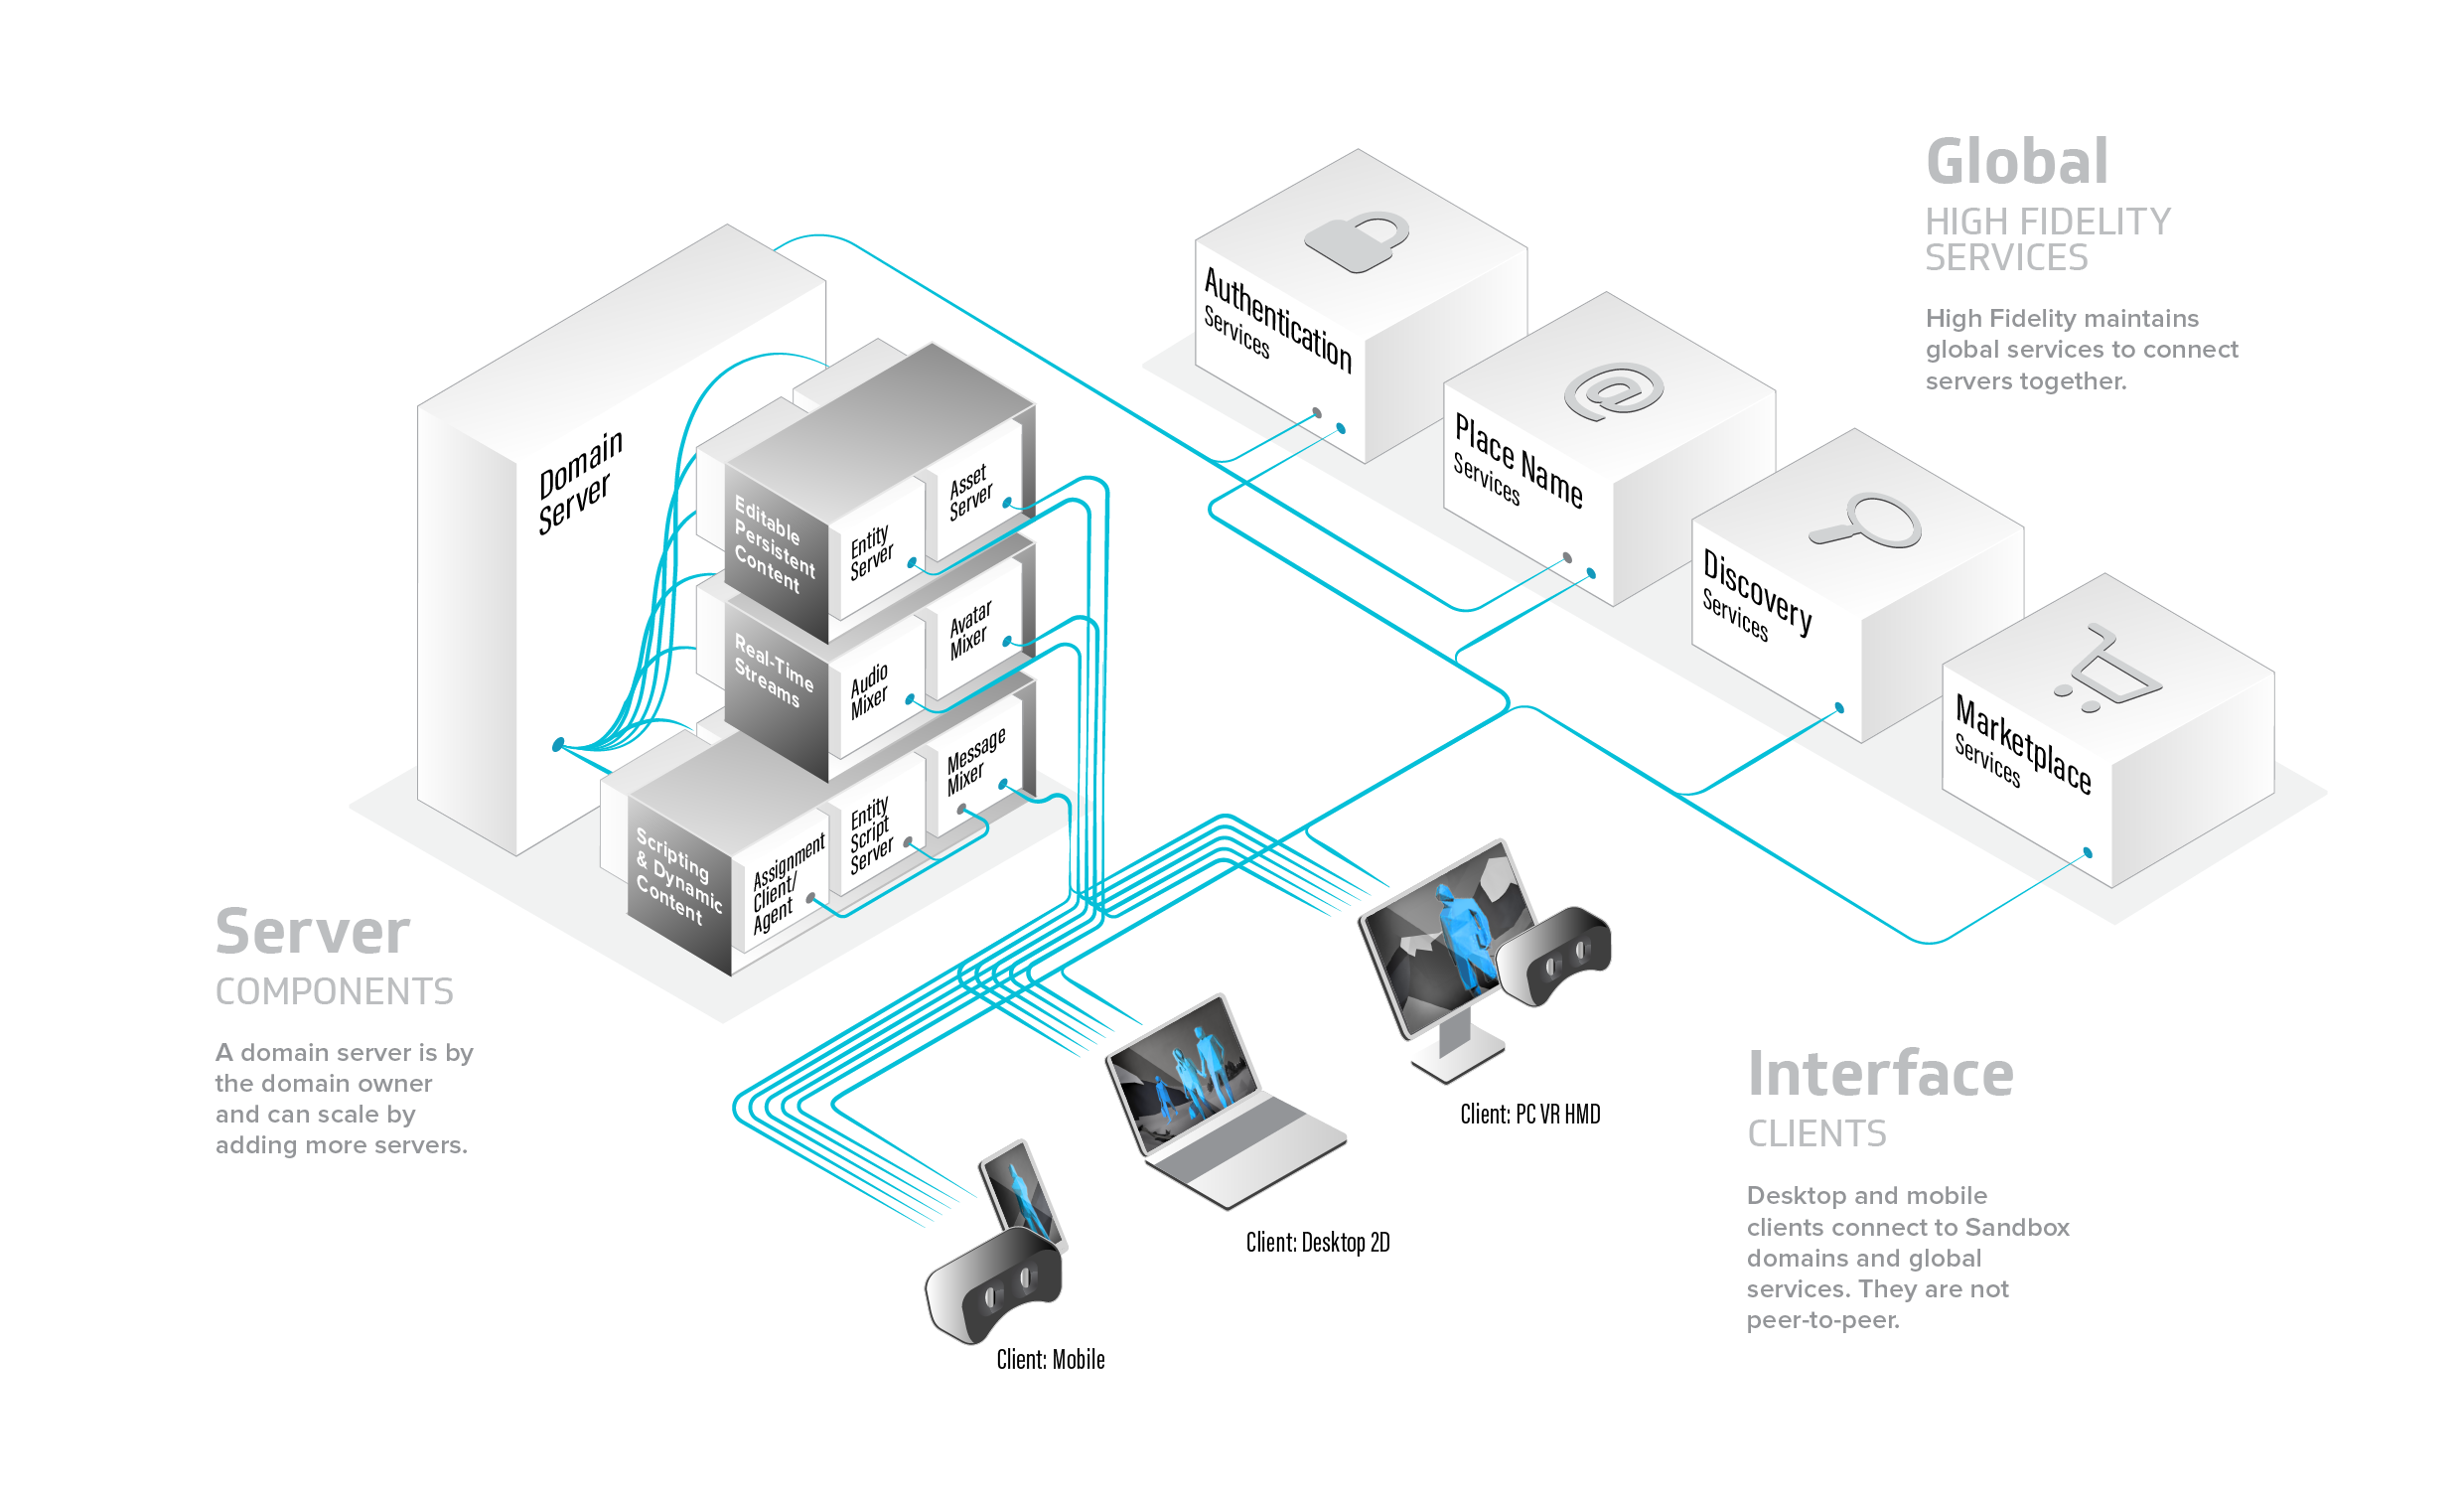 Global
HIGH FIDELITY
SERVICES
High Fidelity maintains
global services to connect
servers together.
Authentication
Services
Place Name
Services
Discovery
Services
Marketplace
Services
Domain
Server
Editable
Persistent
Content
Entity
Server
Asset
Server
Real-Time
Streams
Audio
Mixer
Avatar
Mixer
Scripting
& Dynamic
Content
Assignment
Client/
Agent
Entity
Script
Server
Message
Mixer
Server
COMPONENTS
A domain server is by
the domain owner
and can scale by
adding more servers.
Client: PC VR HMD
Client: Desktop 2D
Client: Mobile
Interface
CLIENTS
Desktop and mobile
clients connect to Sandbox
domains and global
services. They are not
peer-to-peer.